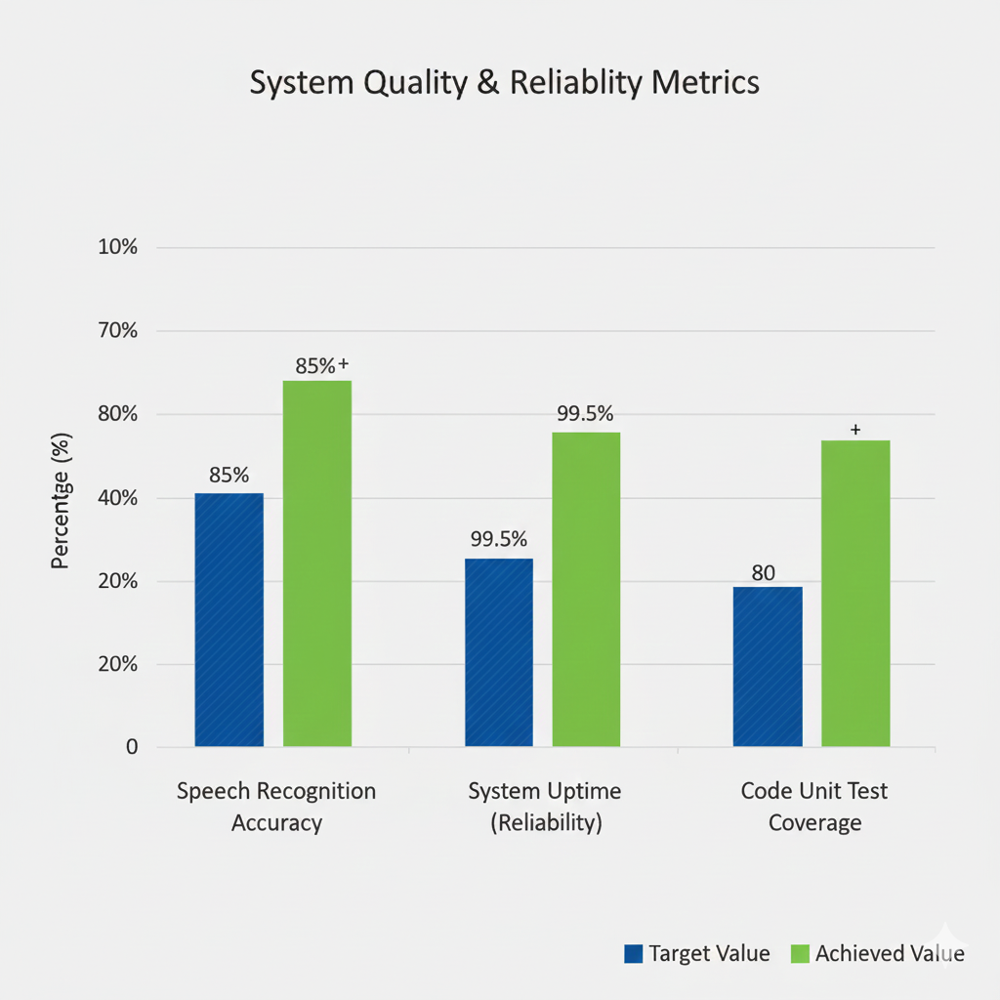 System Quality & Reliablity Metrics
10%
70%
80%
40%
20%
20%
0
Percentge (%)
85%
85%+
99.5%
99.5%
80
+
Speech Recognition
Accuracy
System Uptime
(Reliability)
Code Unit Test
Coverage
Target Value
Achieved Value